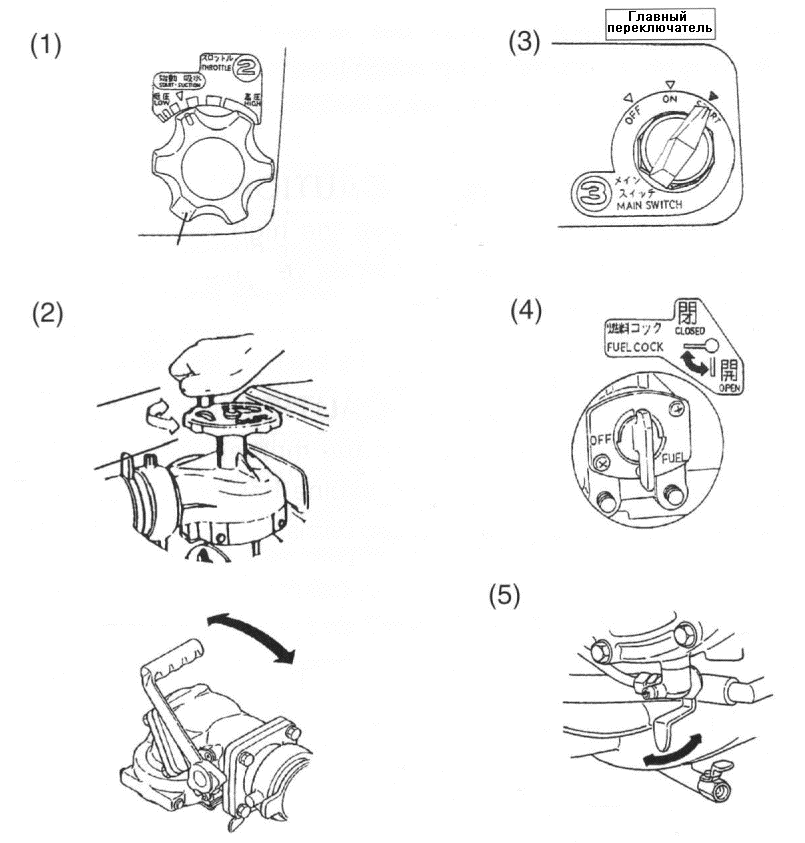 (1)
スロットル
THROTTLE
2
始動 吸水
START·SUCTION
低圧
LOW
高圧
HIGH
Главный
переключатель
(3)
OFF
ON
START
3
メイン
スイッチ
MAIN SWITCH
(2)
(4)
燃料コック
FUEL COCK
閉
CLOSED
開
OPEN
OFF
FUEL
(5)